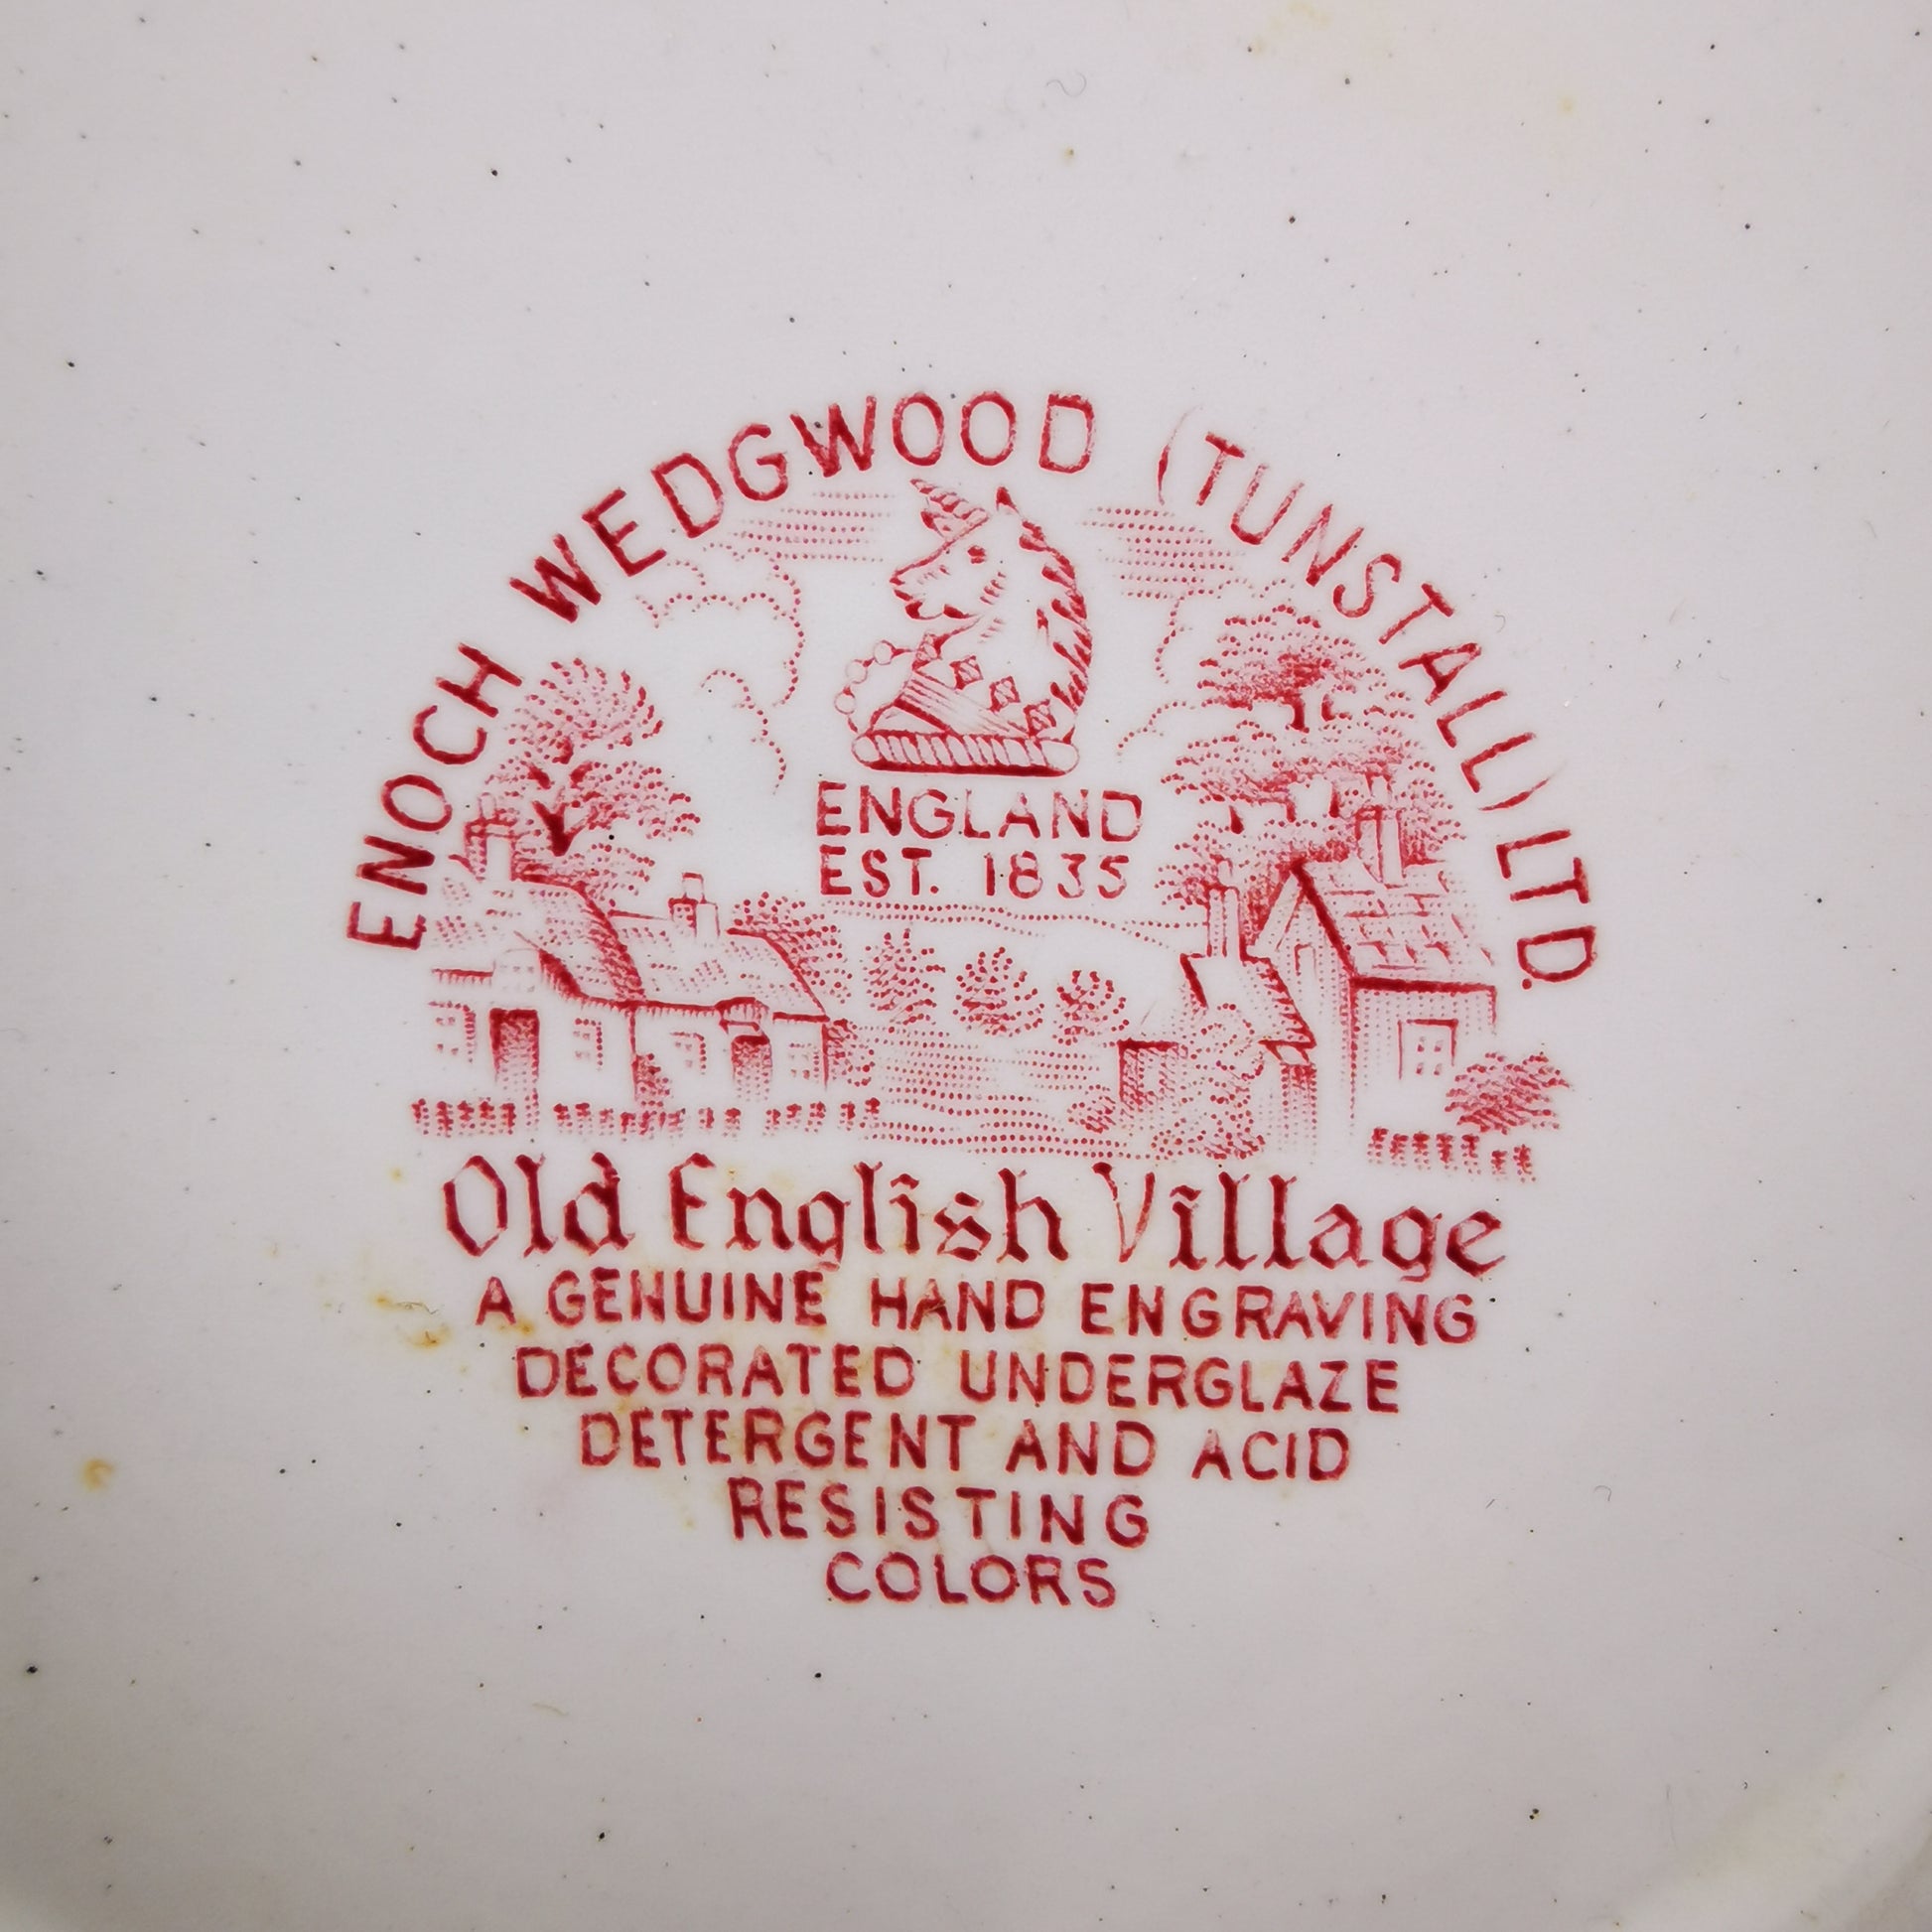 ENOCH WEDGWOOD (TUNSTALL) LTD.
ENGLAND
EST. 1835
Old English Village
A GENUINE HAND ENGRAVING
DECORATED UNDERGLAZE
DETERGENT AND ACID
RESISTING
COLORS